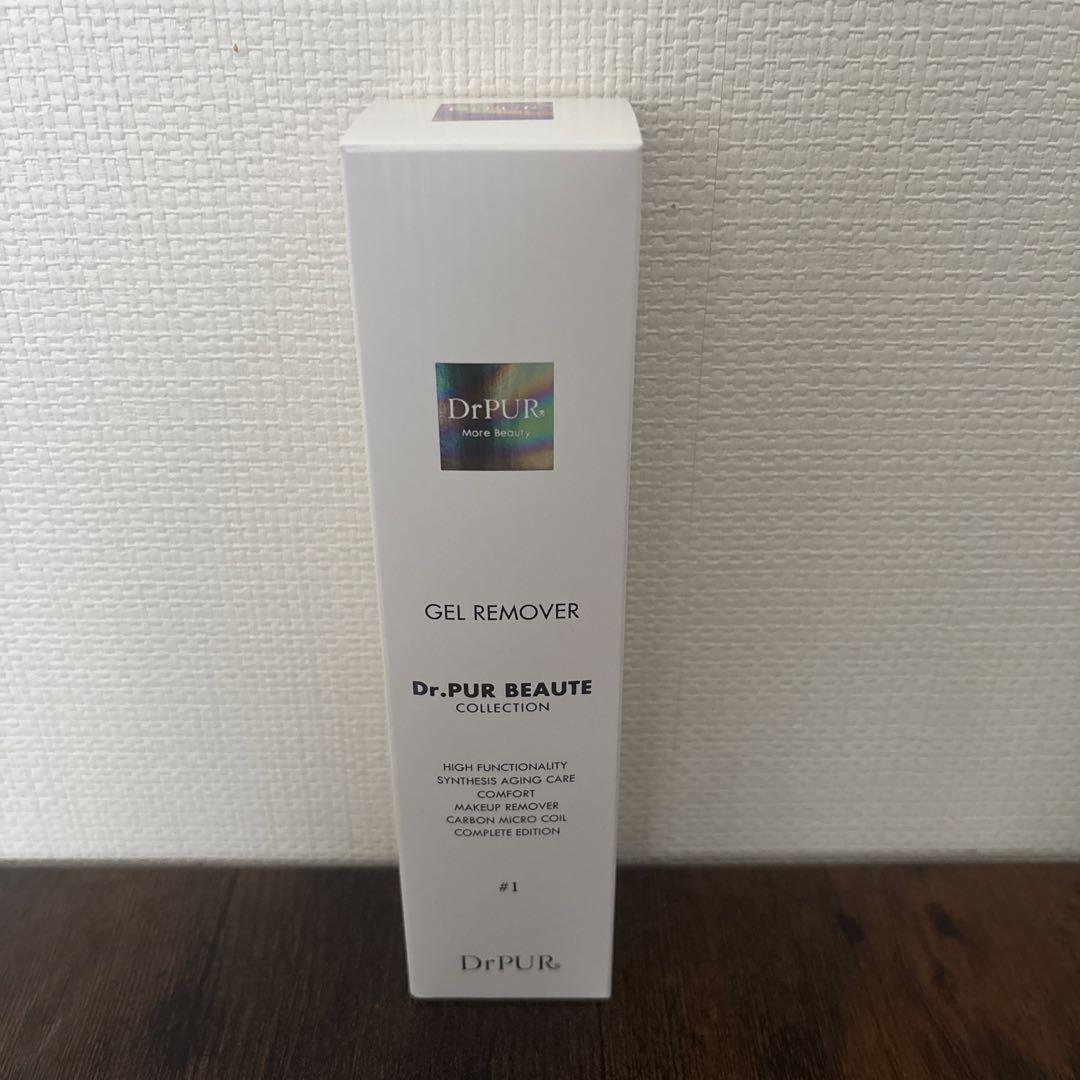 DrPUR®
More Beauty
GEL REMOVER
Dr.PUR BEAUTE
COLLECTION
HIGH FUNCTIONALITY
SYNTHESIS AGING CARE
COMFORT
MAKEUP REMOVER
CARBON MICRO COIL
COMPLETE EDITION
#1
DrPUR®